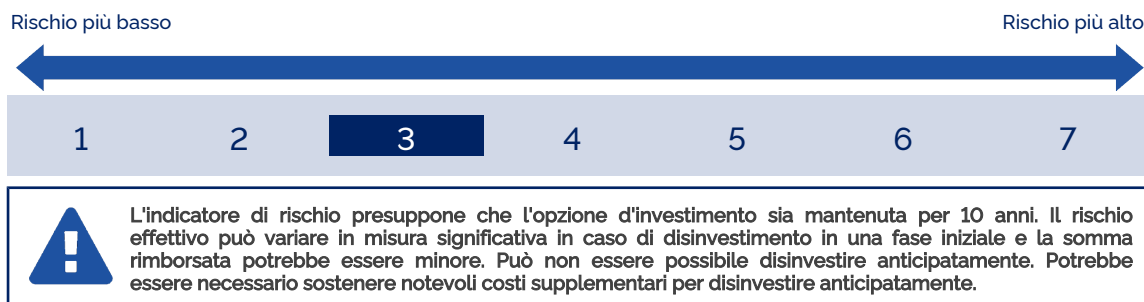 Rischio più basso Rischio più alto
1 2 3 4 5 6 7
L'indicatore di rischio presuppone che l'opzione d'investimento sia mantenuta per 10 anni. Il rischio
effettivo può variare in misura significativa in caso di disinvestimento in una fase iniziale e la somma
rimborsata potrebbe essere minore. Può non essere possibile disinvestire anticipatamente. Potrebbe
essere necessario sostenere notevoli costi supplementari per disinvestire anticipatamente.